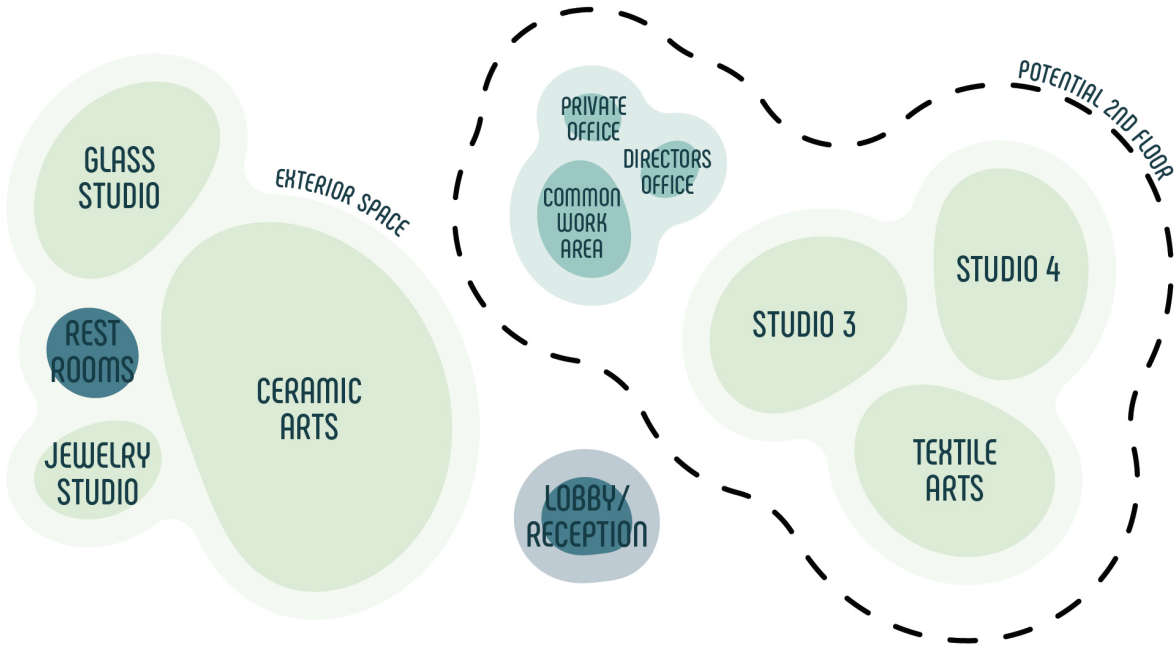 GLASS
STUDIO
EXTERIOR SPACE
REST
ROOMS
CERAMIC
ARTS
JEWELRY
STUDIO
PRIVATE
OFFICE
DIRECTORS
OFFICE
COMMON
WORK
AREA
LOBBY/
RECEPTION
POTENTIAL 2ND FLOOR
STUDIO 4
STUDIO 3
TEXTILE
ARTS